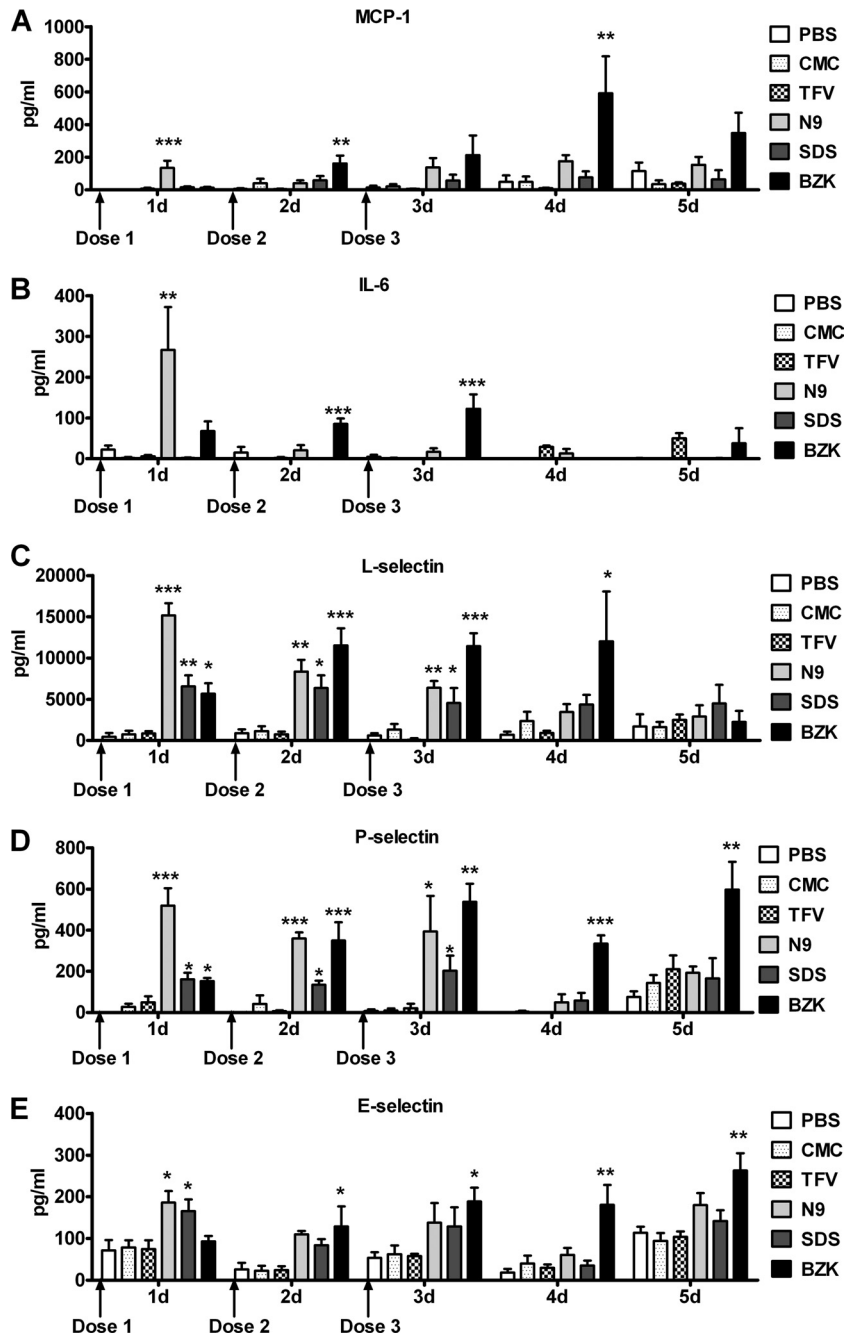 A
MCP-1
1000
800
600
400
200
0
pg/ml
***
**
**
1d
2d
3d
4d
5d
Dose 1
Dose 2
Dose 3
PBS
CMC
TFV
N9
SDS
BZK
B
IL-6
400
300
200
100
0
pg/ml
**
***
***
1d
2d
3d
4d
5d
Dose 1
Dose 2
Dose 3
PBS
CMC
TFV
N9
SDS
BZK
C
L-selectin
20000
15000
10000
5000
0
pg/ml
***
**
*
**
*
***
**
*
***
*
1d
2d
3d
4d
5d
Dose 1
Dose 2
Dose 3
PBS
CMC
TFV
N9
SDS
BZK
D
P-selectin
800
600
400
200
0
pg/ml
***
*
*
***
*
***
*
*
**
***
**
1d
2d
3d
4d
5d
Dose 1
Dose 2
Dose 3
PBS
CMC
TFV
N9
SDS
BZK
E
E-selectin
400
300
200
100
0
pg/ml
*
*
*
*
**
**
1d
2d
3d
4d
5d
Dose 1
Dose 2
Dose 3
PBS
CMC
TFV
N9
SDS
BZK